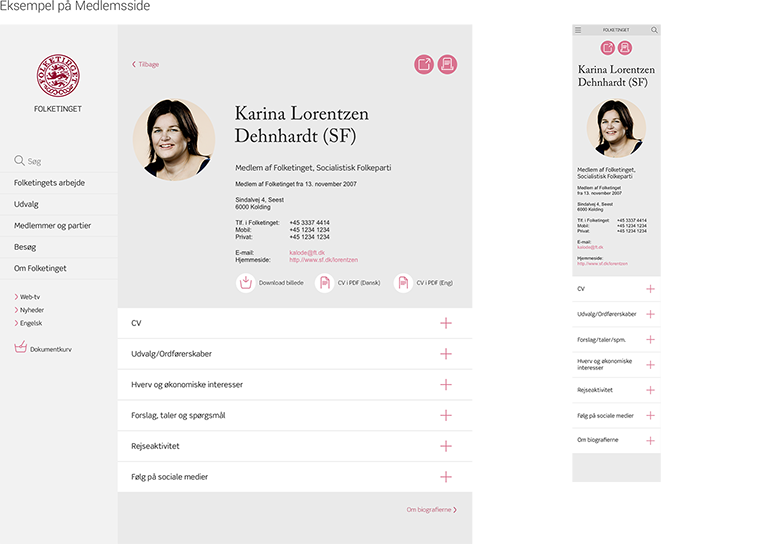 Eksempel på Medlemsside
FOLKETINGET
FOLKETINGET
Søg
Folketingets arbejde
Udvalg
Medlemmer og partier
Besøg
Om Folketinget
Web-tv
Nyheder
Engelsk
Dokumentkurv
Tilbage
Karina Lorentzen
Dehnhardt (SF)
Medlem af Folketinget, Socialistisk Folkeparti
Medlem af Folketinget fra 13. november 2007
Sindalvej 4, Seest
6000 Kolding
Tlf. i Folketinget: +45 3337 4414
Mobil: +45 1234 1234
Privat: +45 1234 1234
E-mail: kalode@ft.dk
Hjemmeside: http://www.sf.dk/lorentzen
Download billede CV i PDF (Dansk) CV i PDF (Eng)
CV
Udvalg/Ordførerskaber
Hverv og økonomiske interesser
Forslag, taler og spørgsmål
Rejseaktivitet
Følg på sociale medier
Om biografierne
FOLKETINGET
Karina Lorentzen
Dehnhardt (SF)
Medlem af Folketinget,
Socialistisk Folkeparti
Medlem af Folketinget
fra 13. november 2007
Sindalvej 4, Seest
6000 Kolding
Tlf. i Folketinget: +45 3337 4414
Mobil: +45 1234 1234
Privat: +45 1234 1234
E-mail:
kalode@ft.dk
Hjemmeside:
http://www.sf.dk/lorentzen
CV
Udvalg/Ordførerskaber
Forslag/taler/spm.
Hverv og økonomiske
interesser
Rejseaktivitet
Følg på sociale medier
Om biografierne